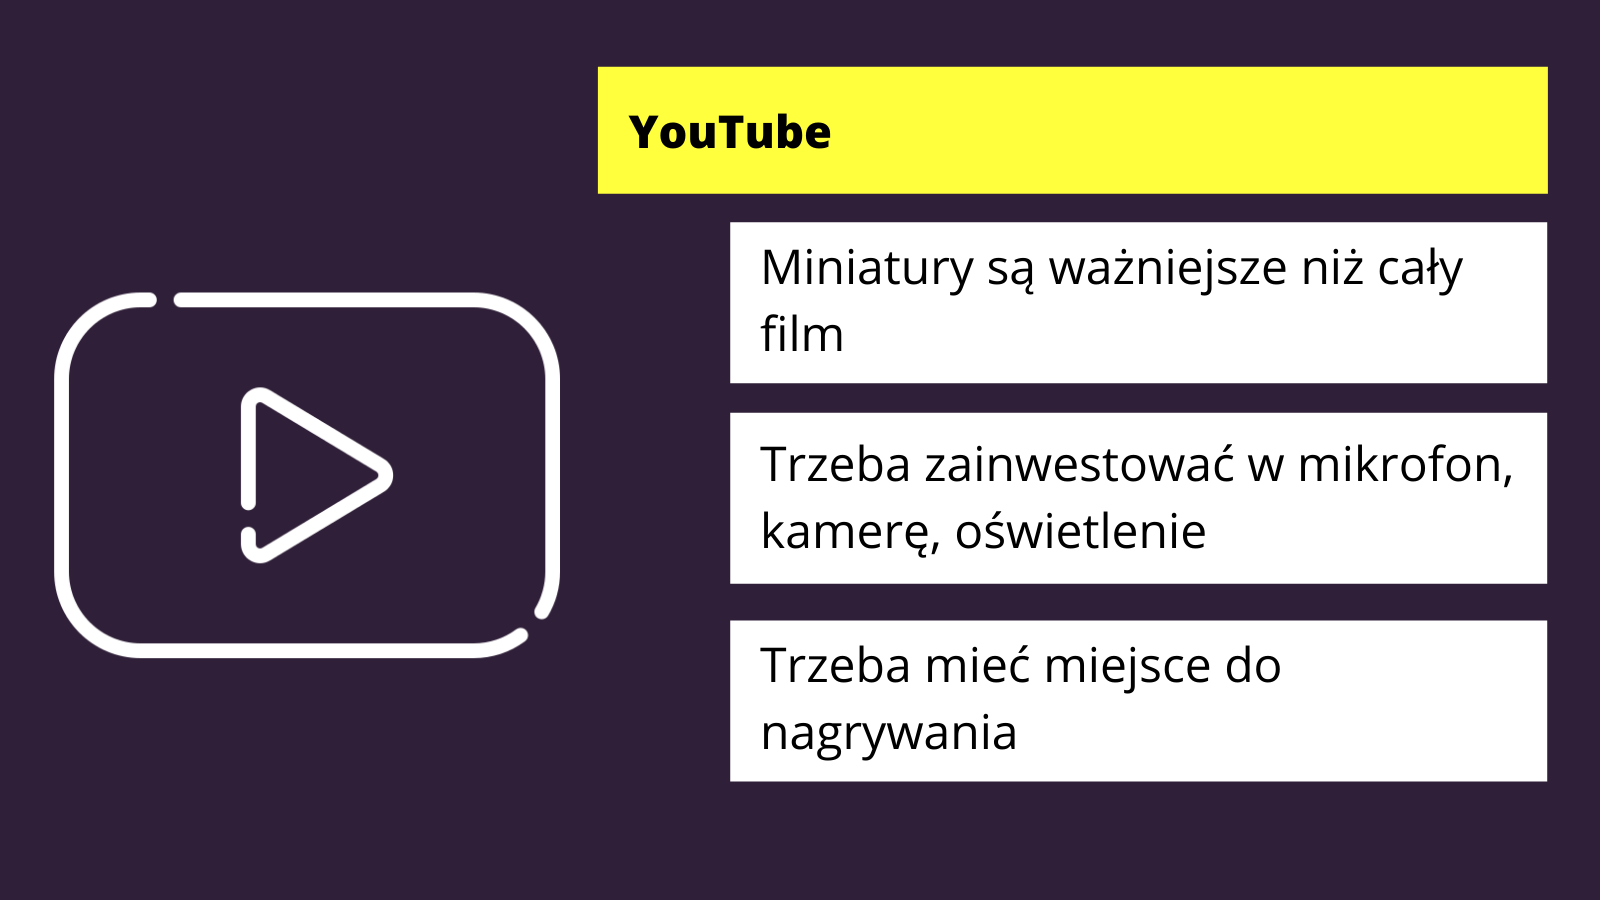 YouTube
Miniatury są ważniejsze niż cały
film
Trzeba zainwestować w mikrofon,
kamerę, oświetlenie
Trzeba mieć miejsce do
nagrywania